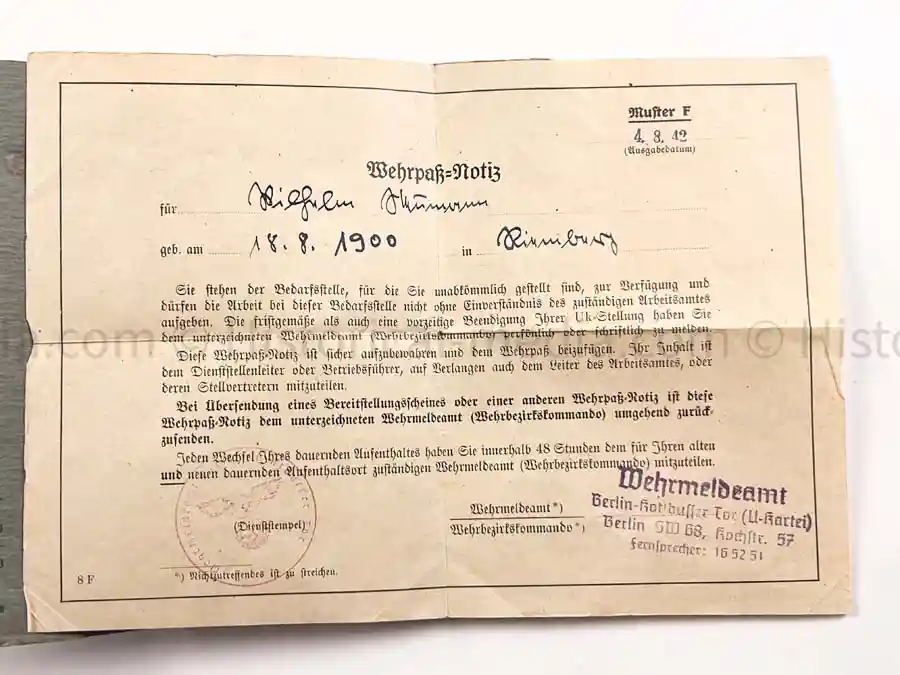 Muster F
4. 8. 42
(Ausgabedatum)
Wehrpaß=Notiz
für Wilhelm
geb. am 18. 8. 1900 in
Sie stehen der Bedarfsstelle, für die Sie unabkömmlich gestellt sind, zur Verfügung und
dürfen die Arbeit bei dieser Bedarfsstelle nicht ohne Einverständnis des zuständigen Arbeitsamtes
aufgeben. Die fristgemäße als auch eine vorzeitige Beendigung Ihrer Uk-Stellung haben Sie
dem unterzeichneten Wehrmeldeamt (Wehrbezirkskommando) persönlich oder schriftlich zu melden.
Diese Wehrpaß-Notiz ist sicher aufzubewahren und dem Wehrpaß beizufügen. Ihr Inhalt ist
dem Dienststellenleiter oder Betriebsführer, auf Verlangen auch dem Leiter des Arbeitsamtes, oder
deren Stellvertretern mitzuteilen.
Bei Übersendung eines Bereitstellungsscheines oder einer anderen Wehrpaß-Notiz ist diese
Wehrpaß-Notiz dem unterzeichneten Wehrmeldeamt (Wehrbezirkskommando) umgehend zurück-
zusenden.
Jeden Wechsel Ihres dauernden Aufenthaltes haben Sie innerhalb 48 Stunden dem für Ihren alten
und neuen dauernden Aufenthaltsort zuständigen Wehrmeldeamt (Wehrbezirkskommando) mitzuteilen.
(Dienststempel)
Wehrmeldeamt*)
Wehrbezirkskommando*)
Wehrmeldeamt
Berlin-Kottbusser Tor (U-Kartei)
Berlin SW 68, Kochstr. 57
Fernsprecher: 16 52 51
*) Nichtzutreffendes ist zu streichen.
8 F